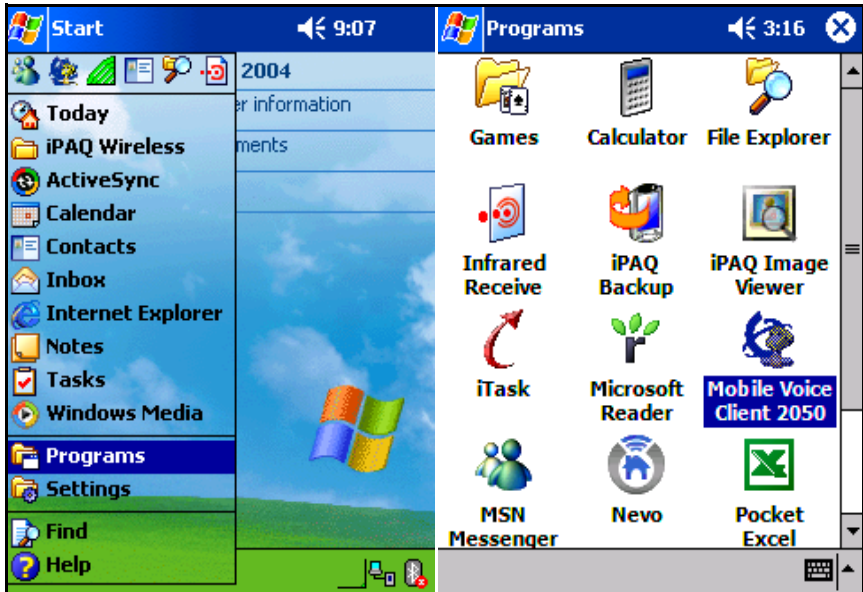 Start
9:07
2004
er information
ments
Today
iPAQ Wireless
ActiveSync
Calendar
Contacts
Inbox
Internet Explorer
Notes
Tasks
Windows Media
Programs
Settings
Find
Help
Programs
3:16
Games
Calculator
File Explorer
Infrared
Receive
iPAQ
Backup
iPAQ Image
Viewer
iTask
Microsoft
Reader
Mobile Voice
Client 2050
MSN
Messenger
Nevo
Pocket
Excel